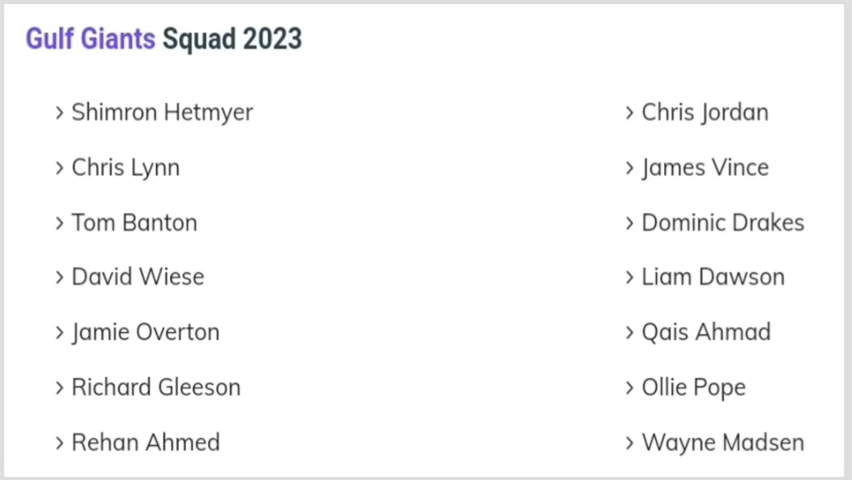 Gulf Giants Squad 2023
› Shimron Hetmyer
› Chris Lynn
› Tom Banton
› David Wiese
› Jamie Overton
› Richard Gleeson
› Rehan Ahmed
› Chris Jordan
› James Vince
› Dominic Drakes
› Liam Dawson
› Qais Ahmad
› Ollie Pope
› Wayne Madsen